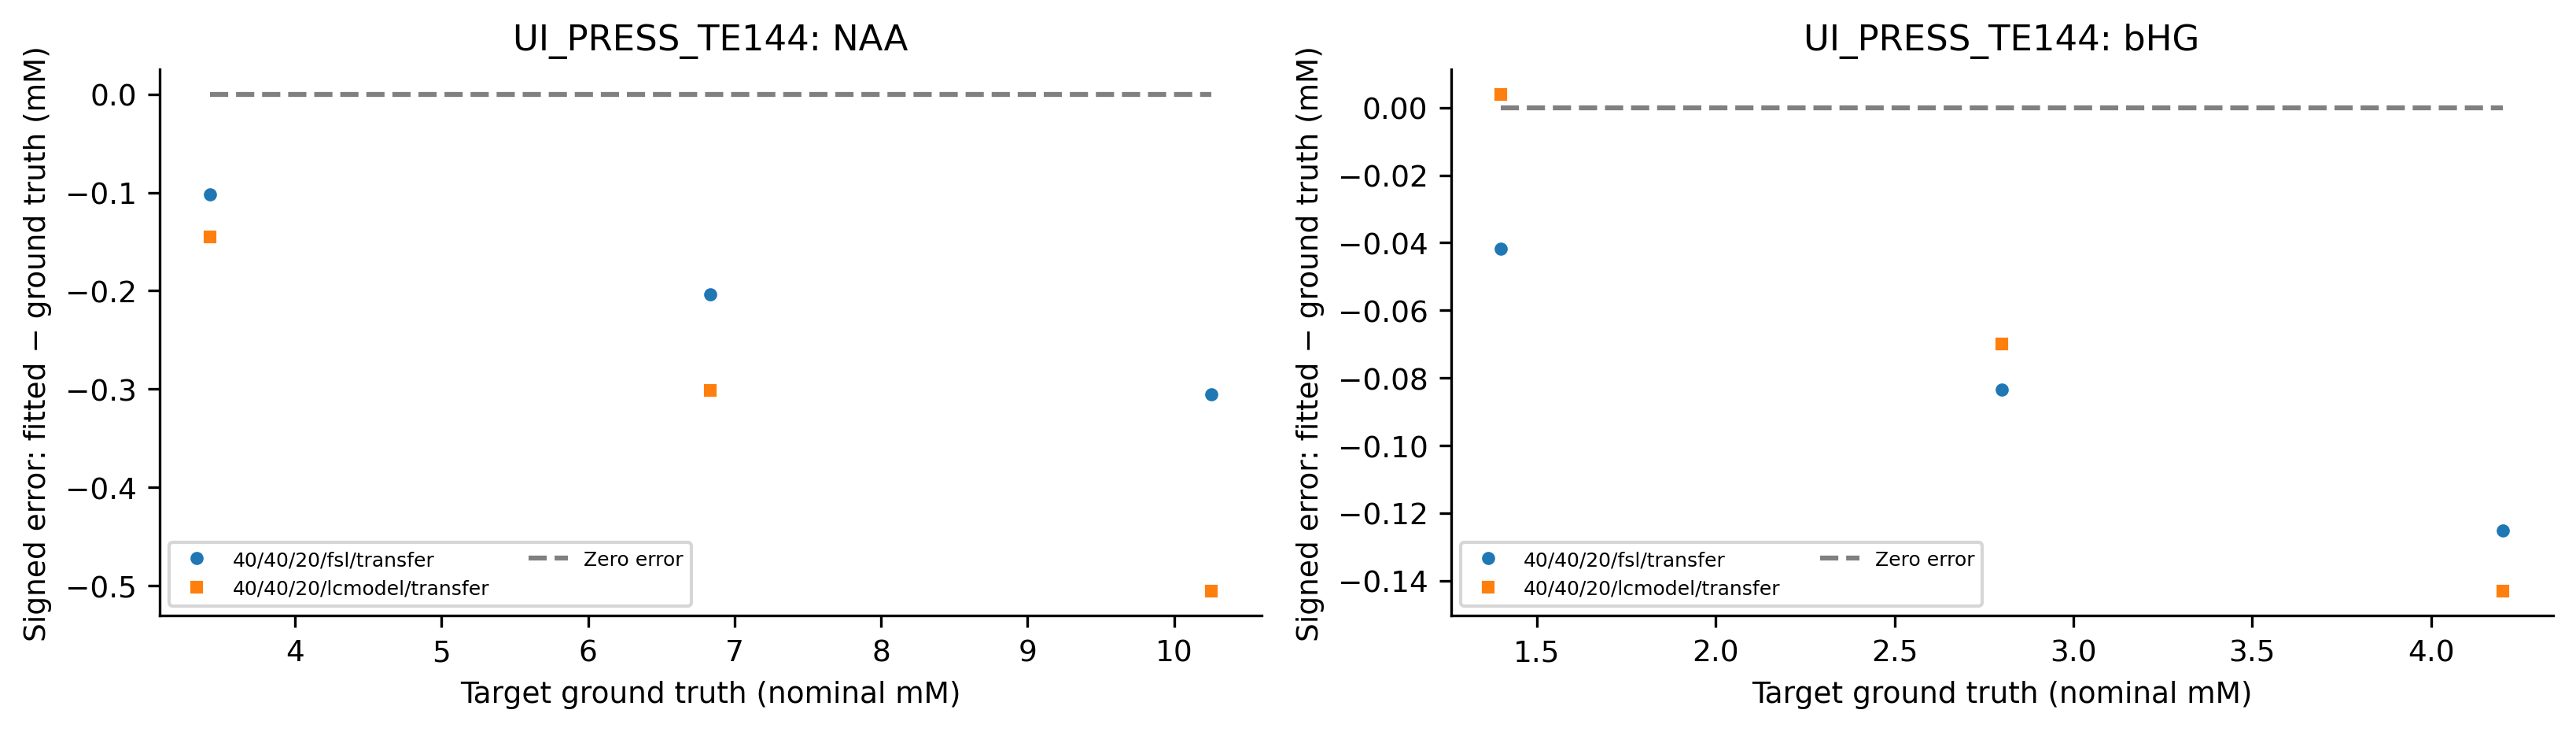 UI_PRESS_TE144: NAA
Signed error: fitted − ground truth (mM)
0.0
−0.1
−0.2
−0.3
−0.4
−0.5
40/40/20/fsl/transfer
40/40/20/lcmodel/transfer
Zero error
4 5 6 7 8 9 10
Target ground truth (nominal mM)
UI_PRESS_TE144: bHG
Signed error: fitted − ground truth (mM)
0.00
−0.02
−0.04
−0.06
−0.08
−0.10
−0.12
−0.14
40/40/20/fsl/transfer
40/40/20/lcmodel/transfer
Zero error
1.5 2.0 2.5 3.0 3.5 4.0
Target ground truth (nominal mM)